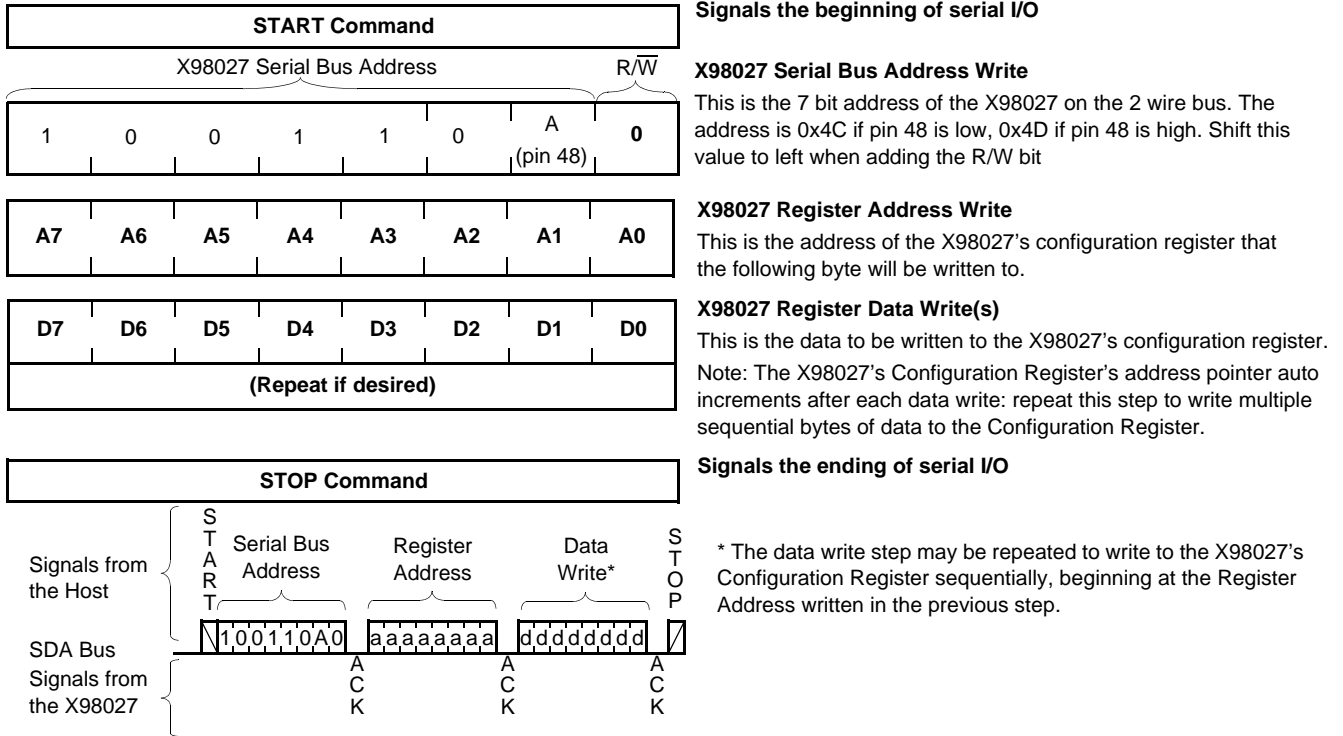 START Command
Signals the beginning of serial I/O
X98027 Serial Bus Address
R/W
1 0 0 1 1 0 A (pin 48) 0
X98027 Serial Bus Address Write
This is the 7 bit address of the X98027 on the 2 wire bus. The
address is 0x4C if pin 48 is low, 0x4D if pin 48 is high. Shift this
value to left when adding the R/W bit
A7 A6 A5 A4 A3 A2 A1 A0
X98027 Register Address Write
This is the address of the X98027’s configuration register that
the following byte will be written to.
D7 D6 D5 D4 D3 D2 D1 D0
(Repeat if desired)
X98027 Register Data Write(s)
This is the data to be written to the X98027’s configuration register.
Note: The X98027’s Configuration Register’s address pointer auto
increments after each data write: repeat this step to write multiple
sequential bytes of data to the Configuration Register.
STOP Command
Signals the ending of serial I/O
Signals from
the Host
START
Serial Bus
Address
Register
Address
Data
Write*
STOP
* The data write step may be repeated to write to the X98027’s
Configuration Register sequentially, beginning at the Register
Address written in the previous step.
SDA Bus
100110A0 aaaaaaaa dddddddd
Signals from
the X98027
ACK
ACK
ACK